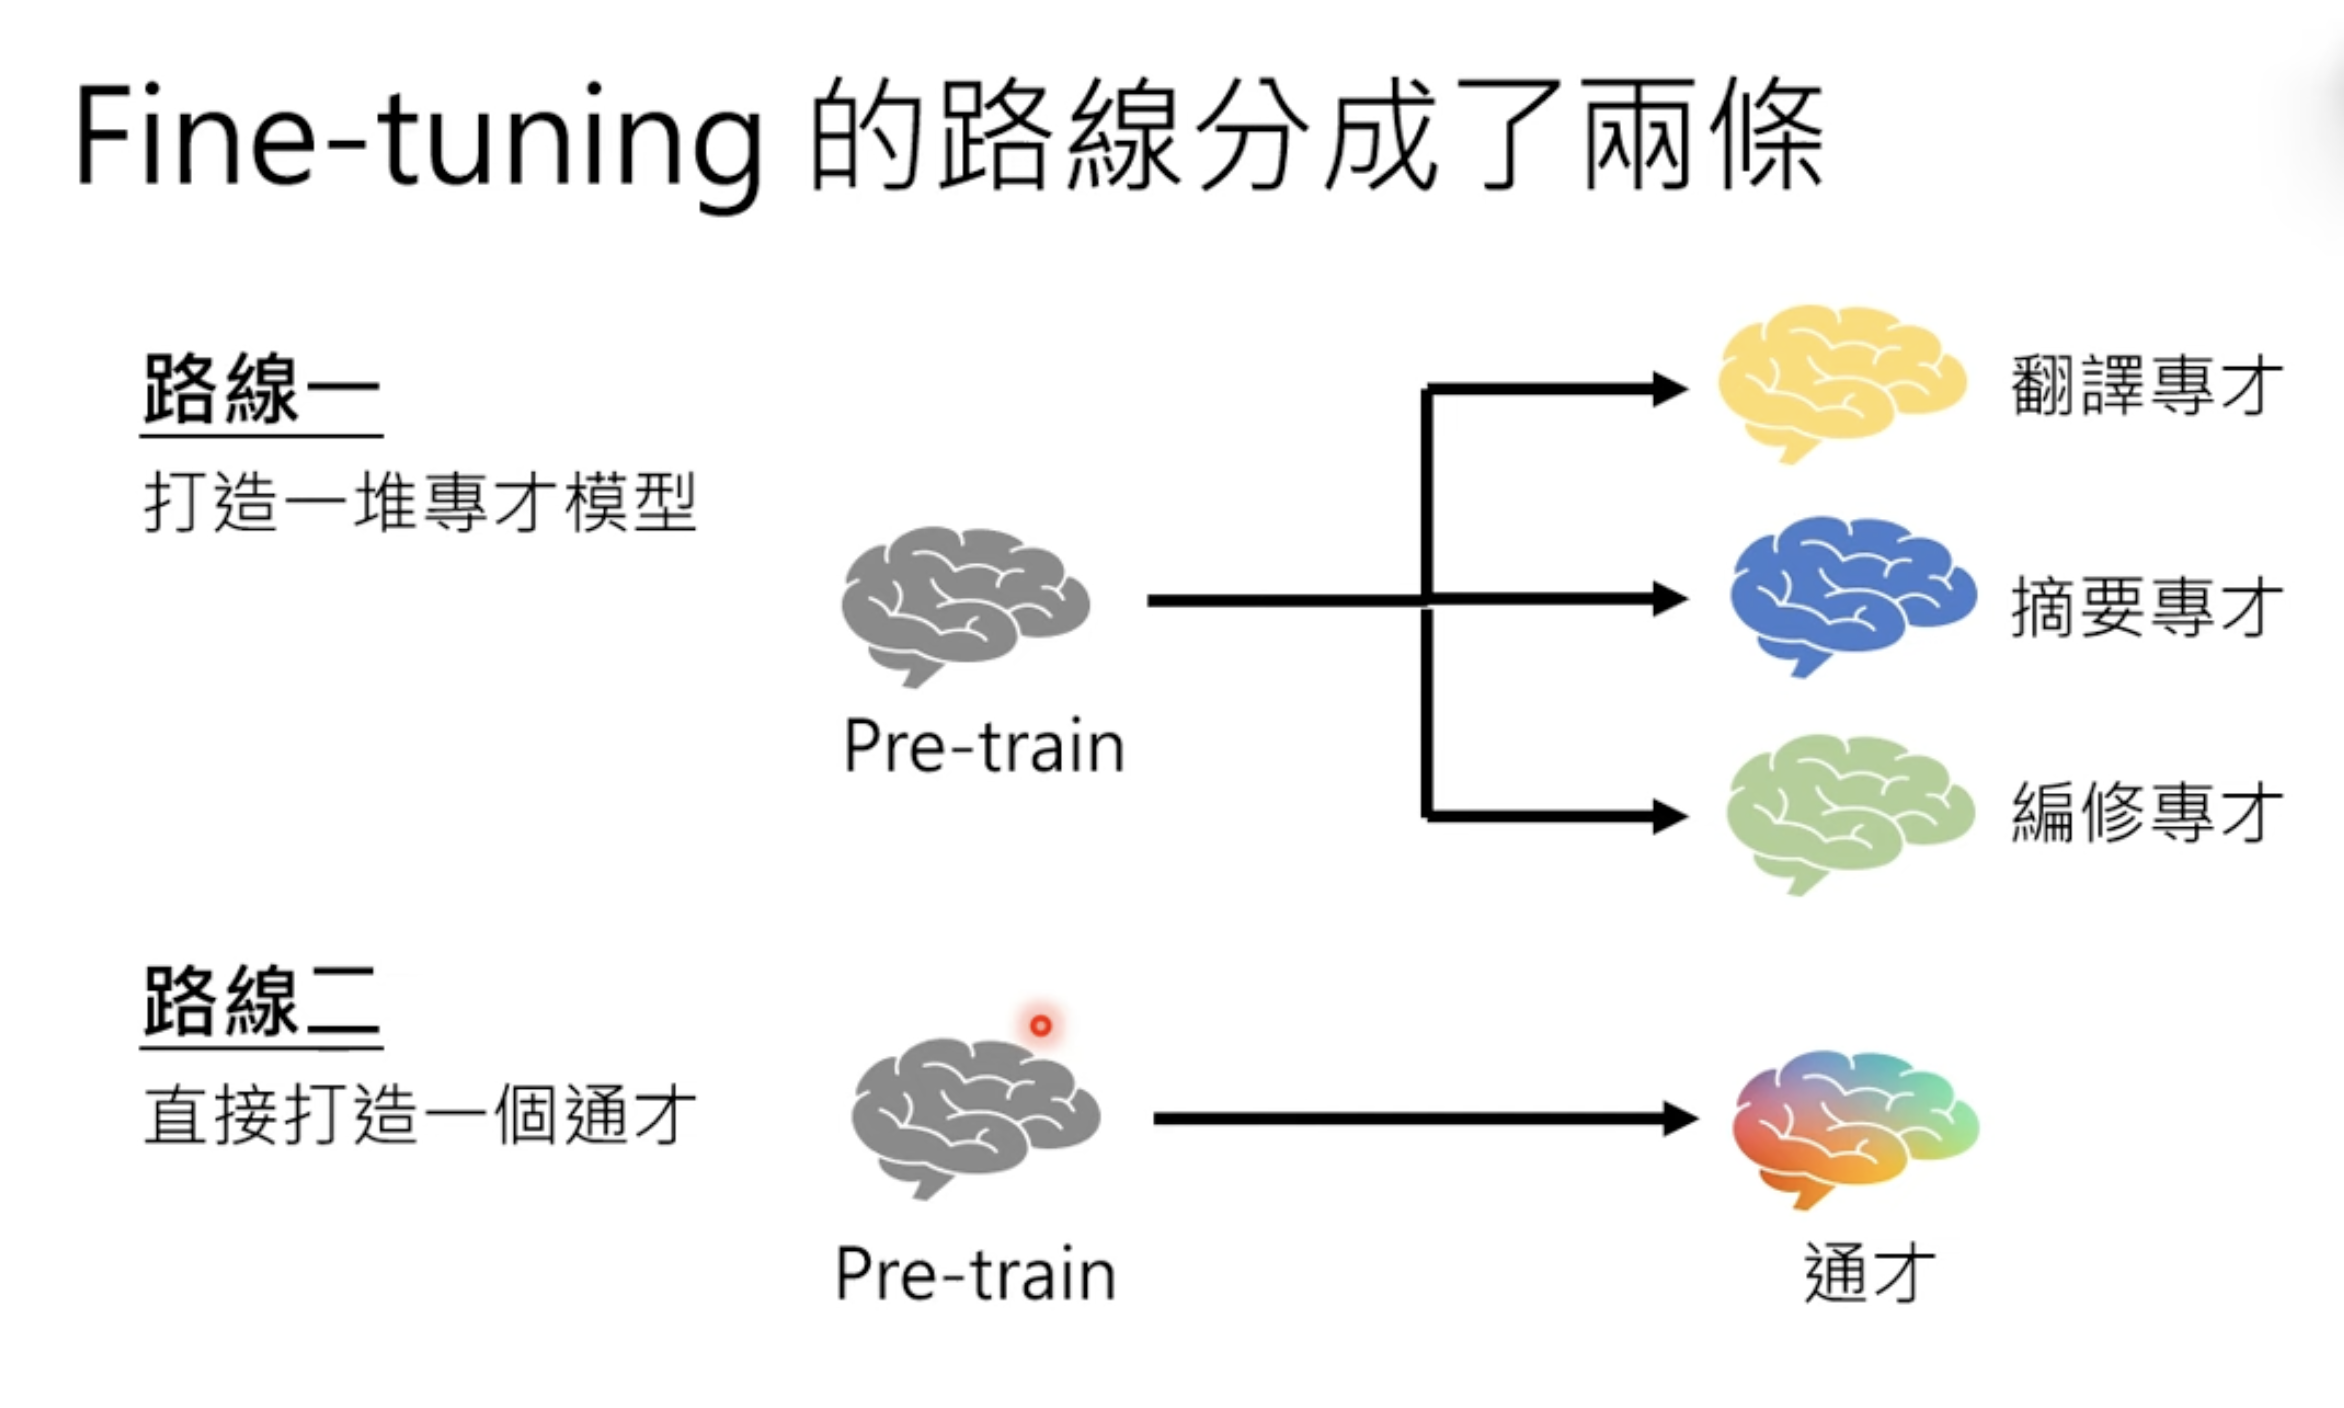 Fine-tuning 的路線分成了兩條
路線一
打造一堆專才模型
Pre-train
翻譯專才
摘要專才
編修專才
路線二
直接打造一個通才
Pre-train
通才